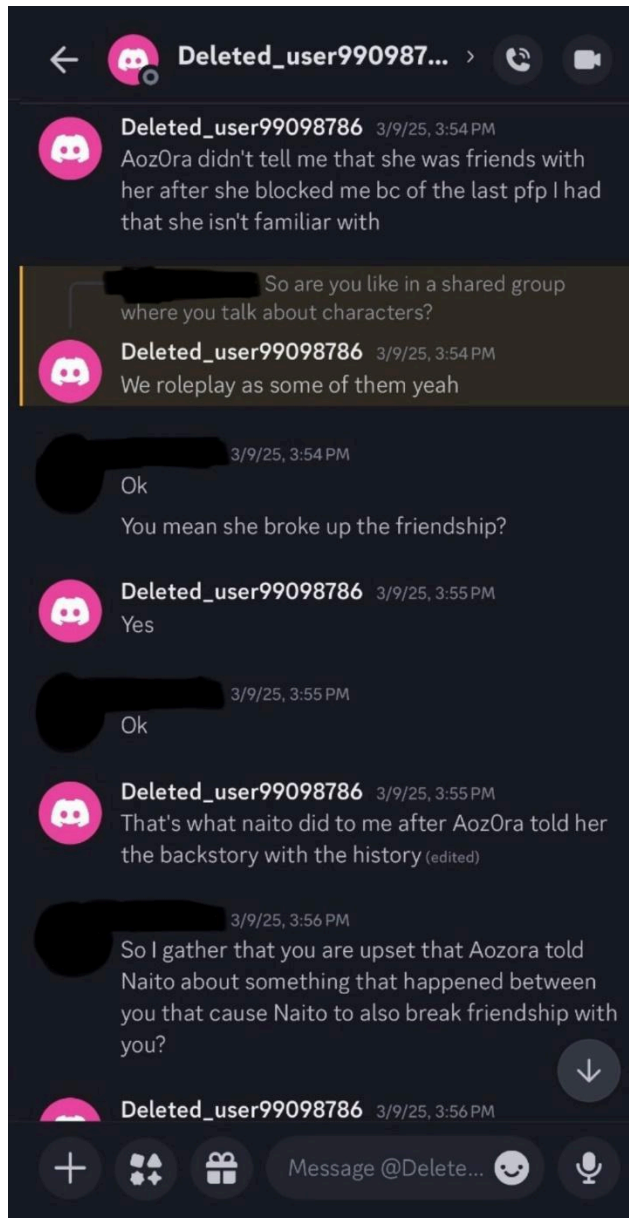 Deleted_user990987... >
Deleted_user99098786 3/9/25, 3:54 PM
Aoz0ra didn't tell me that she was friends with
her after she blocked me bc of the last pfp I had
that she isn't familiar with
So are you like in a shared group
where you talk about characters?
Deleted_user99098786 3/9/25, 3:54 PM
We roleplay as some of them yeah
3/9/25, 3:54 PM
Ok
You mean she broke up the friendship?
Deleted_user99098786 3/9/25, 3:55 PM
Yes
3/9/25, 3:55 PM
Ok
Deleted_user99098786 3/9/25, 3:55 PM
That's what naito did to me after Aoz0ra told her
the backstory with the history (edited)
3/9/25, 3:56 PM
So I gather that you are upset that Aozora told
Naito about something that happened between
you that cause Naito to also break friendship with
you?
Deleted_user99098786 3/9/25, 3:56 PM
Message @Delete...